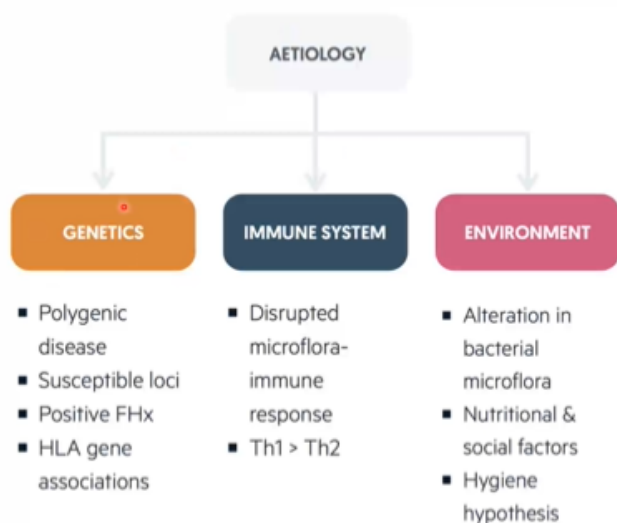 AETIOLOGY
GENETICS
▪ Polygenic
disease
▪ Susceptible loci
▪ Positive FHx
▪ HLA gene
associations
IMMUNE SYSTEM
▪ Disrupted
microflora-
immune
response
▪ Th1 > Th2
ENVIRONMENT
▪ Alteration in
bacterial
microflora
▪ Nutritional &
social factors
▪ Hygiene
hypothesis